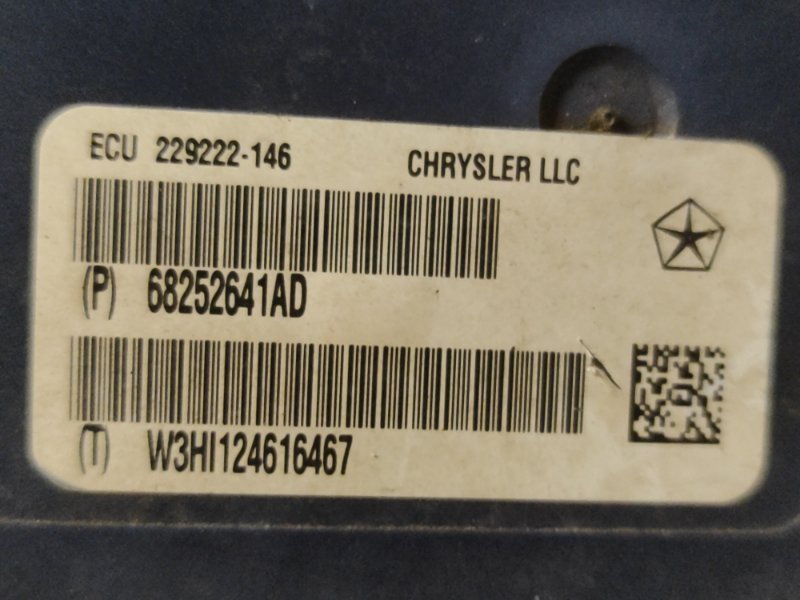 ECU 229222-146 CHRYSLER LLC
(P) 68252641AD
(T) W3HI124616467